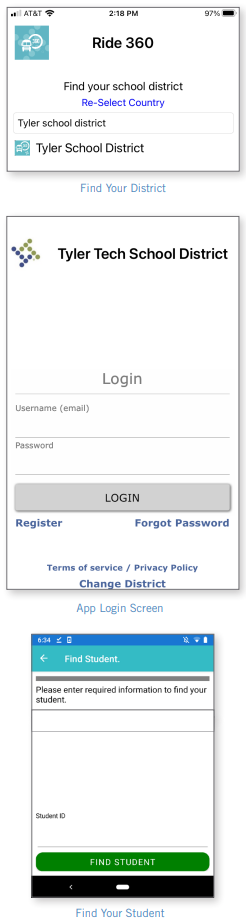 AT&T 2:18 PM 97%
Ride 360
Find your school district
Re-Select Country
Tyler school district
Tyler School District
Find Your District
Tyler Tech School District
Login
Username (email)
Password
LOGIN
Register Forgot Password
Terms of service / Privacy Policy
Change District
App Login Screen
6:34
Find Student.
Please enter required information to find your
student.
Student ID
FIND STUDENT
Find Your Student